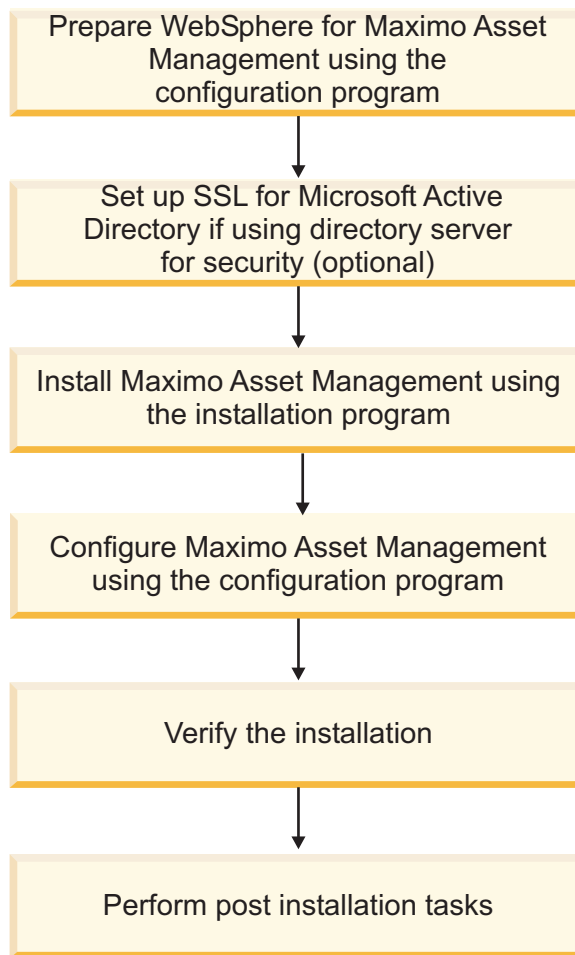 Prepare WebSphere for Maximo Asset
Management using the
configuration program
Set up SSL for Microsoft Active
Directory if using directory server
for security (optional)
Install Maximo Asset Management using
the installation program
Configure Maximo Asset Management
using the configuration program
Verify the installation
Perform post installation tasks